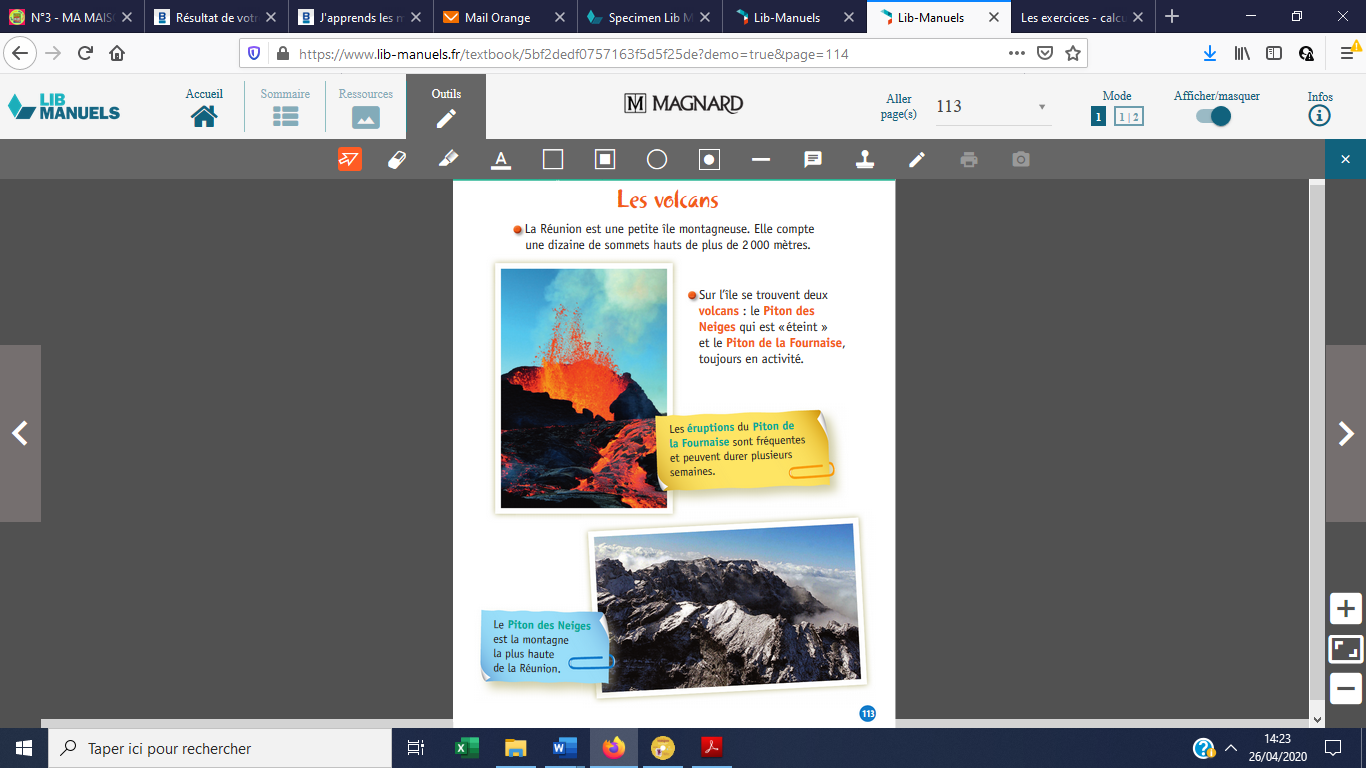 N°3 - MA MAIS
Résultat de votr
J'apprends les m
Mail Orange
Specimen Lib M
Lib-Manuels
Lib-Manuels
Les exercices - calcu
https://www.lib-manuels.fr/textbook/5bf2dedf0757163f5d5f25de?demo=true&page=114
LIB MANUELS
Accueil
Sommaire
Ressources
Outils
M MAGNARD
Aller page(s)
113
Mode
1
1|2
Afficher/masquer
Infos
A
Les volcans
La Réunion est une petite île montagneuse. Elle compte
une dizaine de sommets hauts de plus de 2 000 mètres.
Sur l'île se trouvent deux
volcans : le Piton des
Neiges qui est « éteint »
et le Piton de la Fournaise,
toujours en activité.
Les éruptions du Piton de
la Fournaise sont fréquentes
et peuvent durer plusieurs
semaines.
Le Piton des Neiges
est la montagne
la plus haute
de la Réunion.
113
Taper ici pour rechercher
14:23
26/04/2020